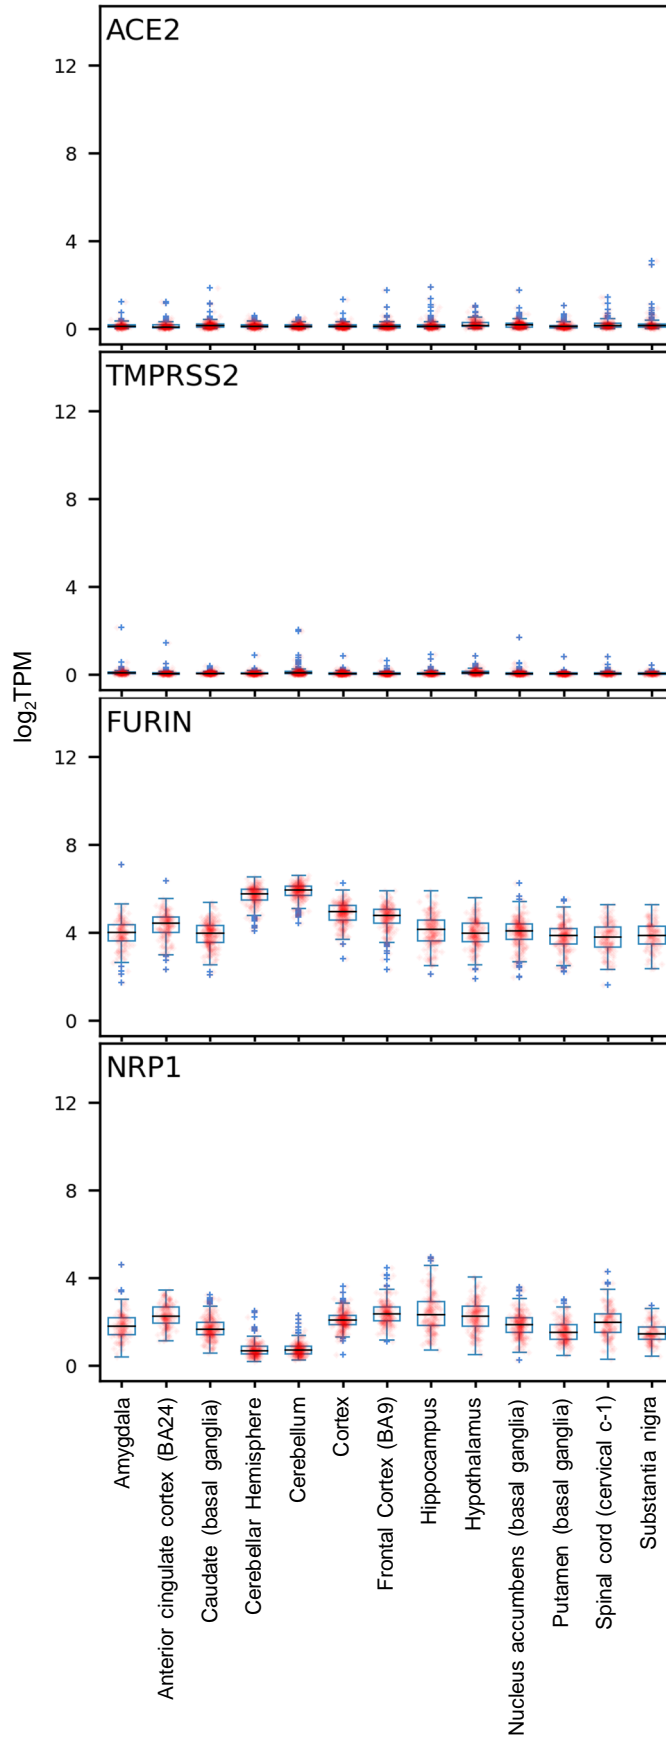 ACE2
12
8
4
0
TMPRSS2
12
8
4
0
log₂TPM
FURIN
12
8
4
0
NRP1
12
8
4
0
Amygdala
Anterior cingulate cortex (BA24)
Caudate (basal ganglia)
Cerebellar Hemisphere
Cerebellum
Cortex
Frontal Cortex (BA9)
Hippocampus
Hypothalamus
Nucleus accumbens (basal ganglia)
Putamen (basal ganglia)
Spinal cord (cervical c-1)
Substantia nigra